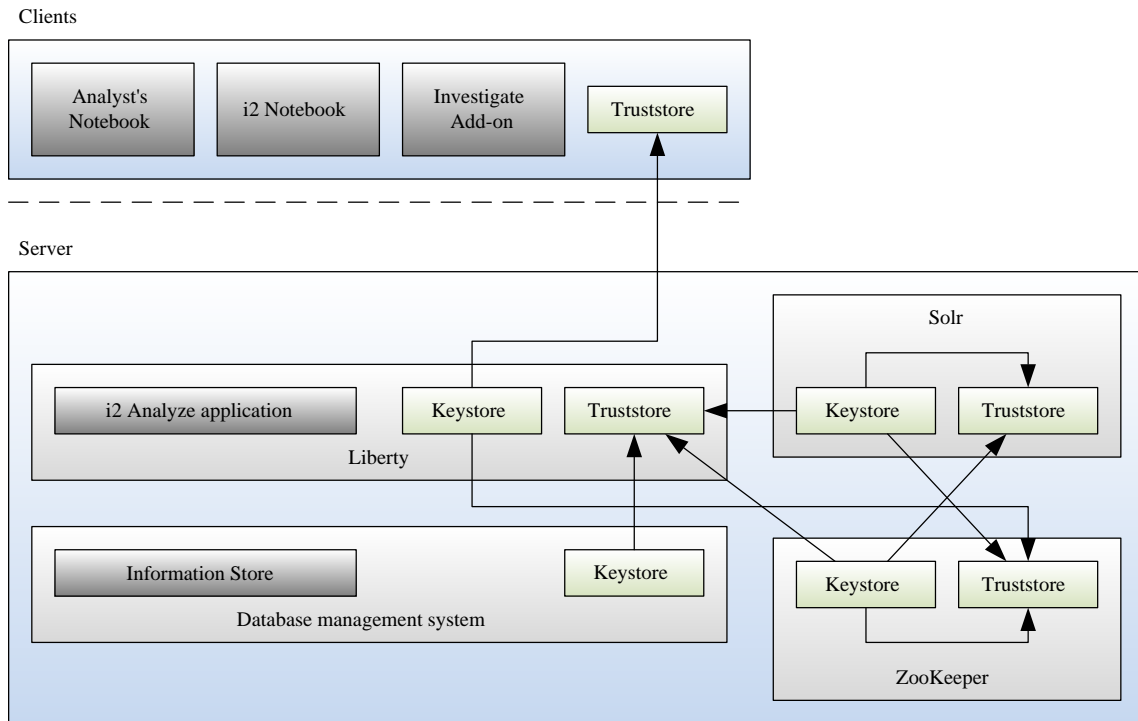 Clients
Analyst's
Notebook
i2 Notebook
Investigate
Add-on
Truststore
Server
Solr
Keystore
Truststore
i2 Analyze application
Keystore
Truststore
Liberty
Information Store
Keystore
Database management system
Keystore
Truststore
ZooKeeper